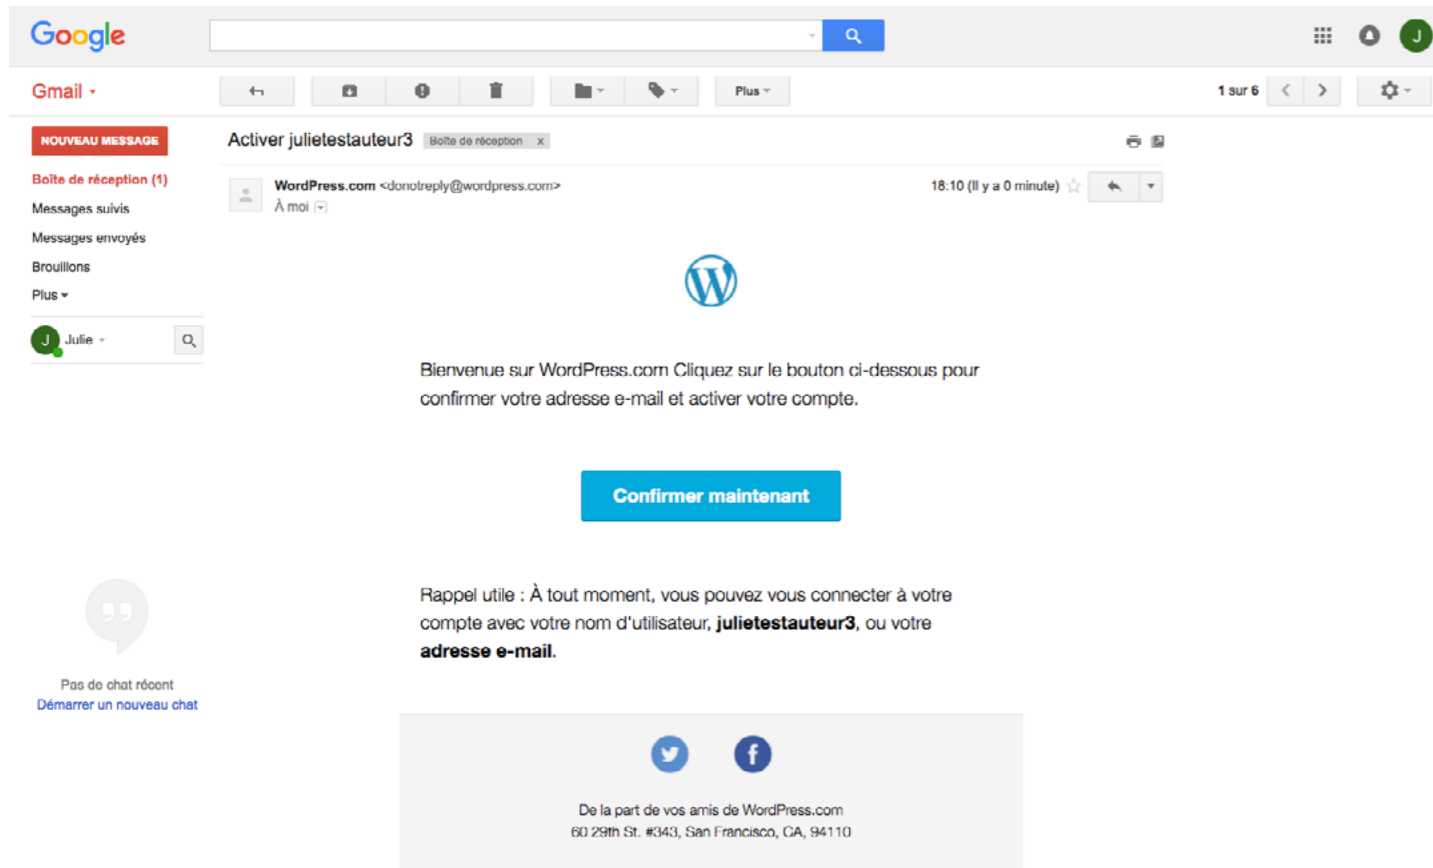 Google
J
Gmail
Plus
1 sur 6
NOUVEAU MESSAGE
Activer julietestauteur3 Boîte de réception x
Boîte de réception (1)
WordPress.com <donotreply@wordpress.com>
18:10 (Il y a 0 minute)
Messages suivis
À moi
Messages envoyés
Brouillons
Plus
J Julie
W
Bienvenue sur WordPress.com Cliquez sur le bouton ci-dessous pour
confirmer votre adresse e-mail et activer votre compte.
Confirmer maintenant
Rappel utile : À tout moment, vous pouvez vous connecter à votre
compte avec votre nom d'utilisateur, julietestauteur3, ou votre
adresse e-mail.
Pas de chat récent
Démarrer un nouveau chat
f
De la part de vos amis de WordPress.com
60 29th St. #343, San Francisco, CA, 94110